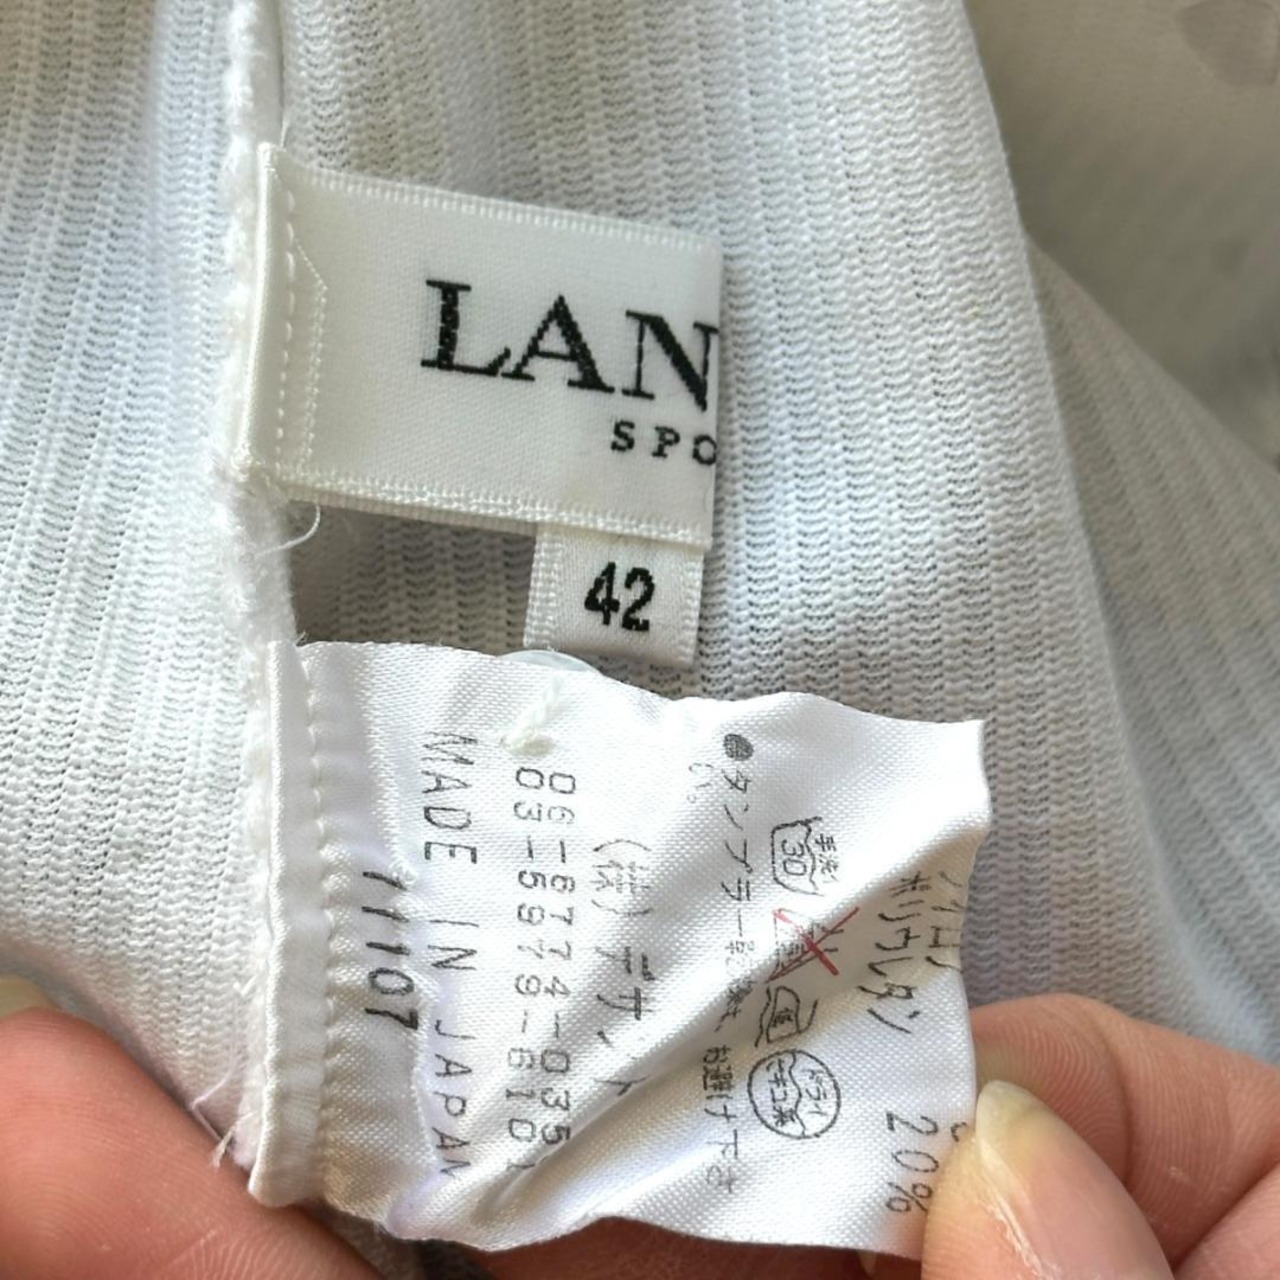 LAN
SPO
42
ポリウレタン 20%
手洗い
30
ドライ
●タンブラー乾燥は、お避け下さ
い。
(株)デサント
06-6774-035
03-5979-610
MADE IN JAPAN
11107